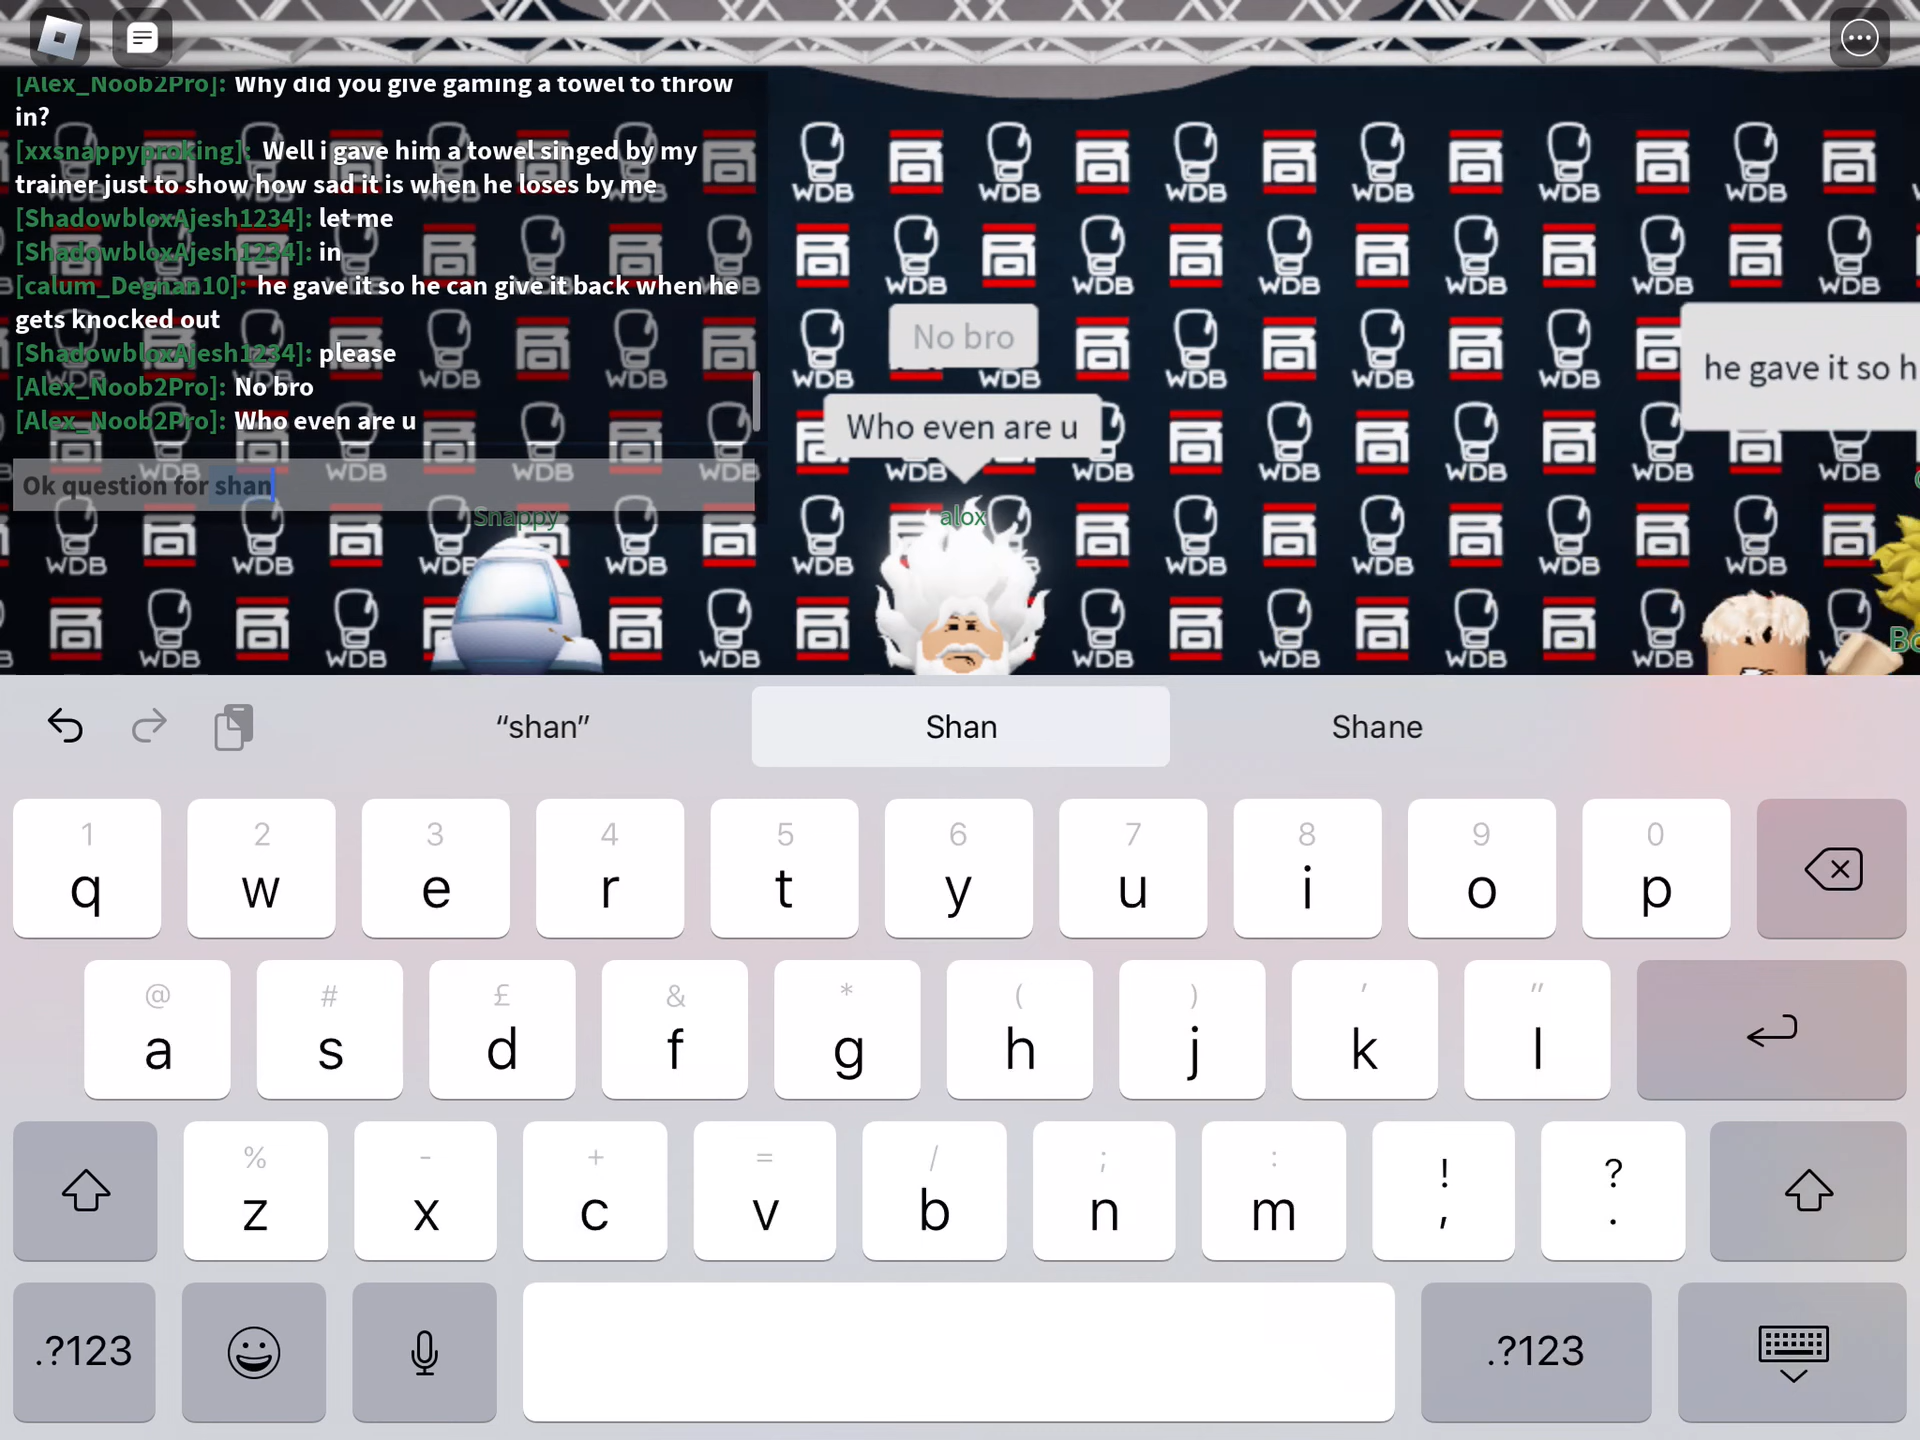 [Alex_Noob2Pro]: Why did you give gaming a towel to throw
in?
[xxsnappyproking]: Well i gave him a towel singed by my
trainer just to show how sad it is when he loses by me
[ShadowbloxAjesh1234]: let me
[ShadowbloxAjesh1234]: in
[calum_Degnan10]: he gave it so he can give it back when he
gets knocked out
[ShadowbloxAjesh1234]: please
[Alex_Noob2Pro]: No bro
[Alex_Noob2Pro]: Who even are u
Ok question for shan
No bro
Who even are u
he gave it so h
Snappy
alox
Bo
WDB
“shan”
Shan
Shane
1 2 3 4 5 6 7 8 9 0
q w e r t y u i o p
@ # £ & * ( ) ' "
a s d f g h j k l
% - + = / ; : ! ?
z x c v b n m , .
.?123
.?123